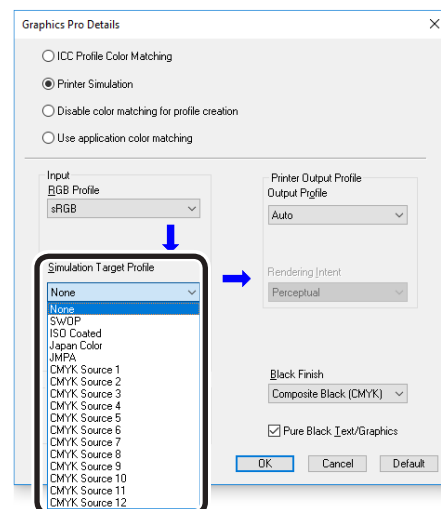 Graphics Pro Details
ICC Profile Color Matching
Printer Simulation
Disable color matching for profile creation
Use application color matching
Input
RGB Profile
sRGB
Simulation Target Profile
None
None
SWOP
ISO Coated
Japan Color
JMPA
CMYK Source 1
CMYK Source 2
CMYK Source 3
CMYK Source 4
CMYK Source 5
CMYK Source 6
CMYK Source 7
CMYK Source 8
CMYK Source 9
CMYK Source 10
CMYK Source 11
CMYK Source 12
Printer Output Profile
Output Profile
Auto
Rendering Intent
Perceptual
Black Finish
Composite Black (CMYK)
Pure Black Text/Graphics
OK Cancel Default